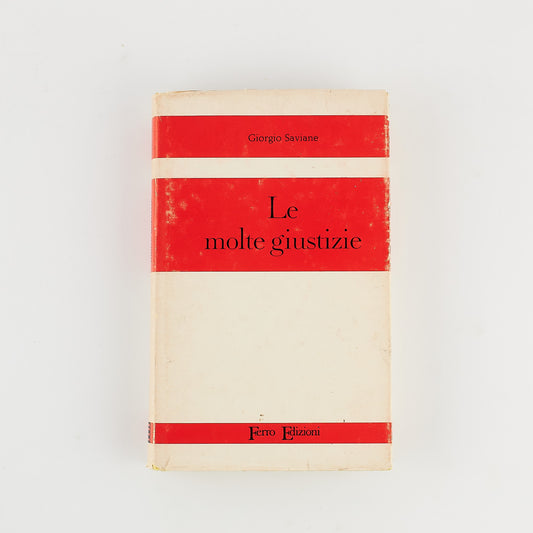 Giorgio Saviane
Le
molte giustizie
Ferro Edizioni